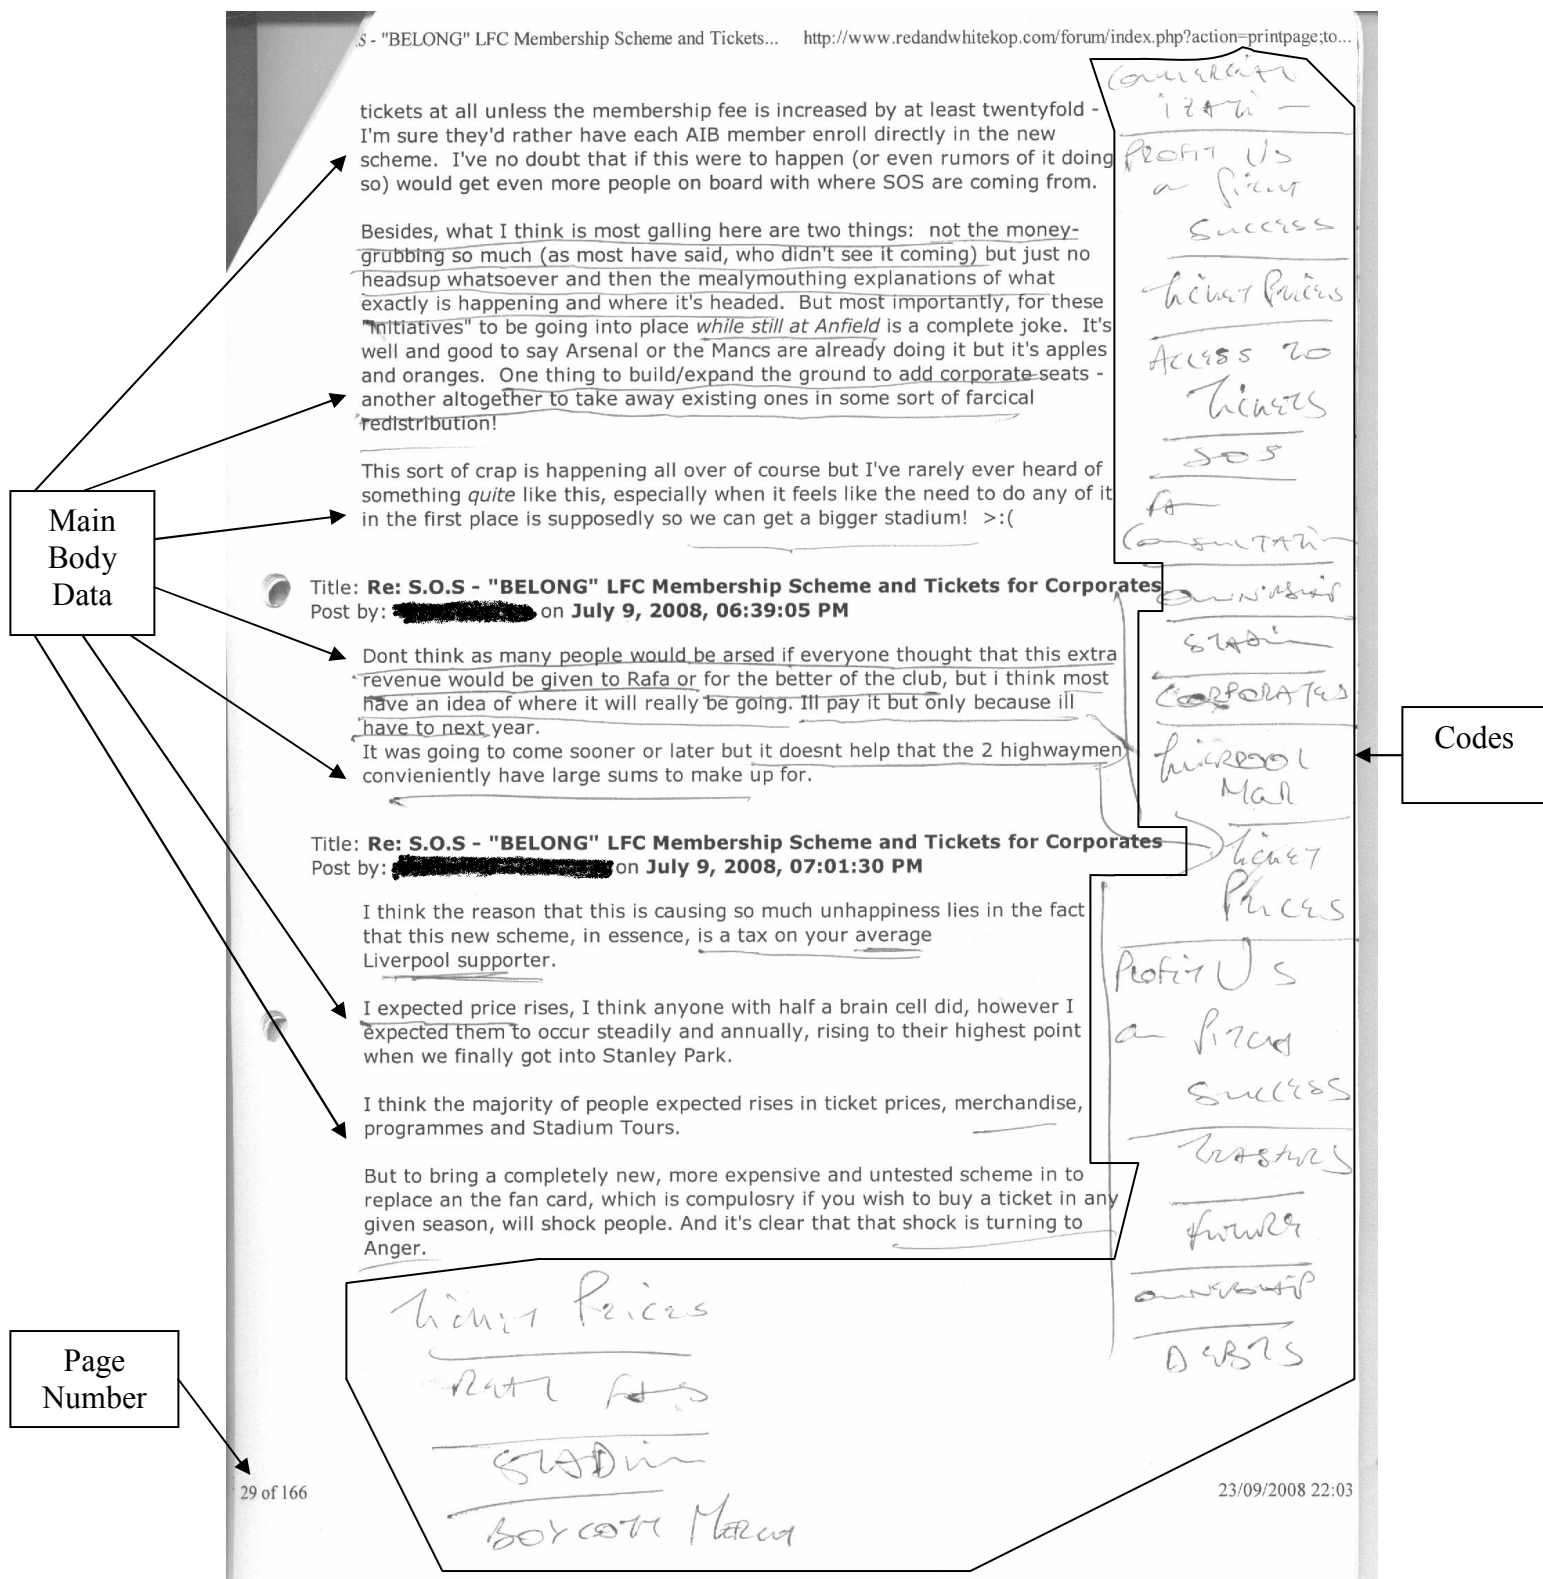 .S - "BELONG" LFC Membership Scheme and Tickets... http://www.redandwhitekop.com/forum/index.php?action=printpage;to...
tickets at all unless the membership fee is increased by at least twentyfold -
I'm sure they'd rather have each AIB member enroll directly in the new
scheme. I've no doubt that if this were to happen (or even rumors of it doing
so) would get even more people on board with where SOS are coming from.
Besides, what I think is most galling here are two things: not the money-
grubbing so much (as most have said, who didn't see it coming) but just no
headsup whatsoever and then the mealymouthing explanations of what
exactly is happening and where it's headed. But most importantly, for these
"initiatives" to be going into place while still at Anfield is a complete joke. It's
well and good to say Arsenal or the Mancs are already doing it but it's apples
and oranges. One thing to build/expand the ground to add corporate seats -
another altogether to take away existing ones in some sort of farcical
redistribution!
This sort of crap is happening all over of course but I've rarely ever heard of
something quite like this, especially when it feels like the need to do any of it
in the first place is supposedly so we can get a bigger stadium! >:(
Title: Re: S.O.S - "BELONG" LFC Membership Scheme and Tickets for Corporates
Post by: on July 9, 2008, 06:39:05 PM
Dont think as many people would be arsed if everyone thought that this extra
revenue would be given to Rafa or for the better of the club, but i think most
have an idea of where it will really be going. Ill pay it but only because ill
have to next year.
It was going to come sooner or later but it doesnt help that the 2 highwaymen
convieniently have large sums to make up for.
Title: Re: S.O.S - "BELONG" LFC Membership Scheme and Tickets for Corporates
Post by: on July 9, 2008, 07:01:30 PM
I think the reason that this is causing so much unhappiness lies in the fact
that this new scheme, in essence, is a tax on your average
Liverpool supporter.
I expected price rises, I think anyone with half a brain cell did, however I
expected them to occur steadily and annually, rising to their highest point
when we finally got into Stanley Park.
I think the majority of people expected rises in ticket prices, merchandise,
programmes and Stadium Tours.
But to bring a completely new, more expensive and untested scheme in to
replace an the fan card, which is compulosry if you wish to buy a ticket in any
given season, will shock people. And it's clear that that shock is turning to
Anger.
Main
Body
Data
Page
Number
Codes
Profit Vs
on pitch
success
Ticket Prices
Access to
Tickets
SOS
Fan
Consultation
Ownership
Stadium
Corporates
Liverpool
Ticket
Prices
Profit Vs
on pitch
success
Future
Ownership
Debts
Ticket Prices
Rafa
Stadium
Boycott Merch
29 of 166
23/09/2008 22:03